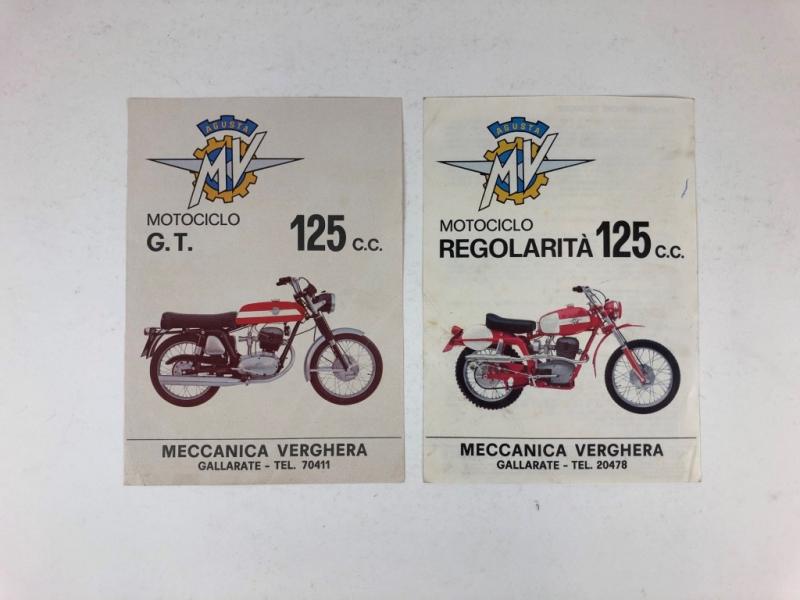 AGUSTA
MV
MOTOCICLO
G.T. 125 c.c.
MECCANICA VERGHERA
GALLARATE - TEL. 70411
AGUSTA
MV
MOTOCICLO
REGOLARITÀ 125 c.c.
MECCANICA VERGHERA
GALLARATE - TEL. 20478